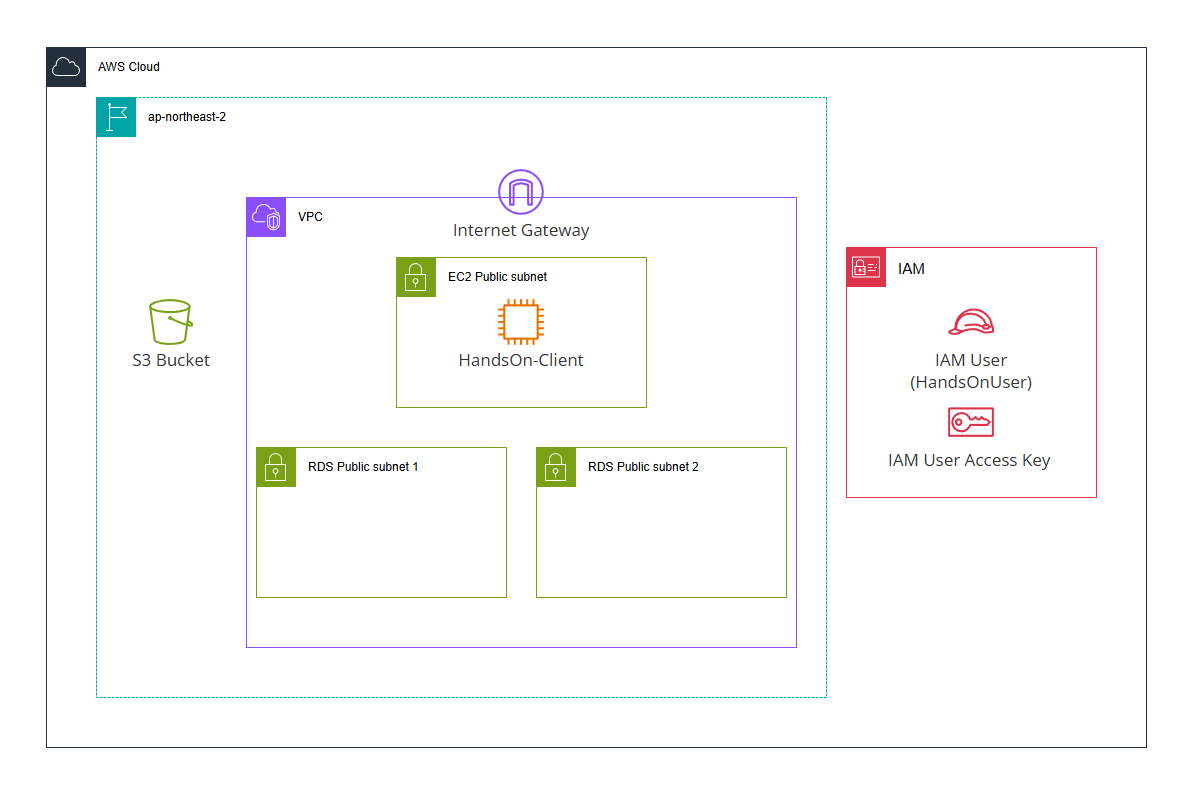 AWS Cloud
ap-northeast-2
Internet Gateway
VPC
EC2 Public subnet
HandsOn-Client
S3 Bucket
RDS Public subnet 1
RDS Public subnet 2
IAM
IAM User
(HandsOnUser)
IAM User Access Key